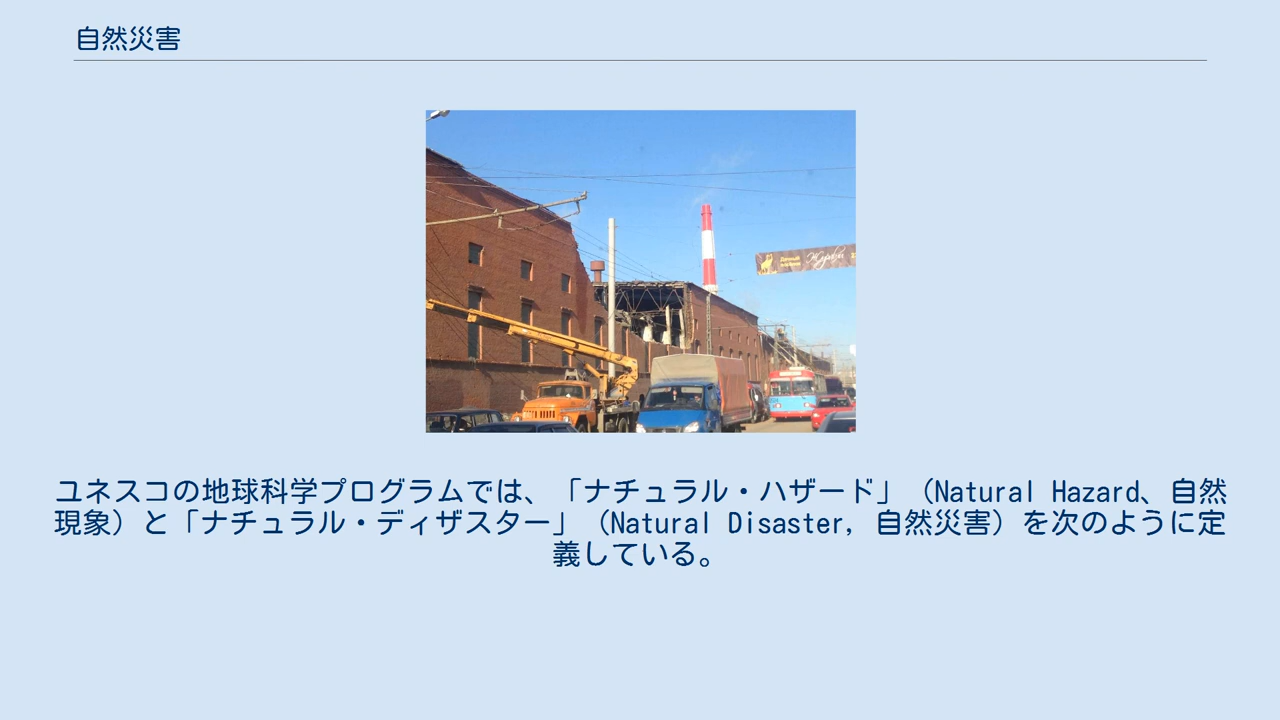 自然災害
Дачный
Журавли
ユネスコの地球科学プログラムでは、「ナチュラル・ハザード」（Natural Hazard、自然
現象）と「ナチュラル・ディザスター」（Natural Disaster, 自然災害）を次のように定
義している。